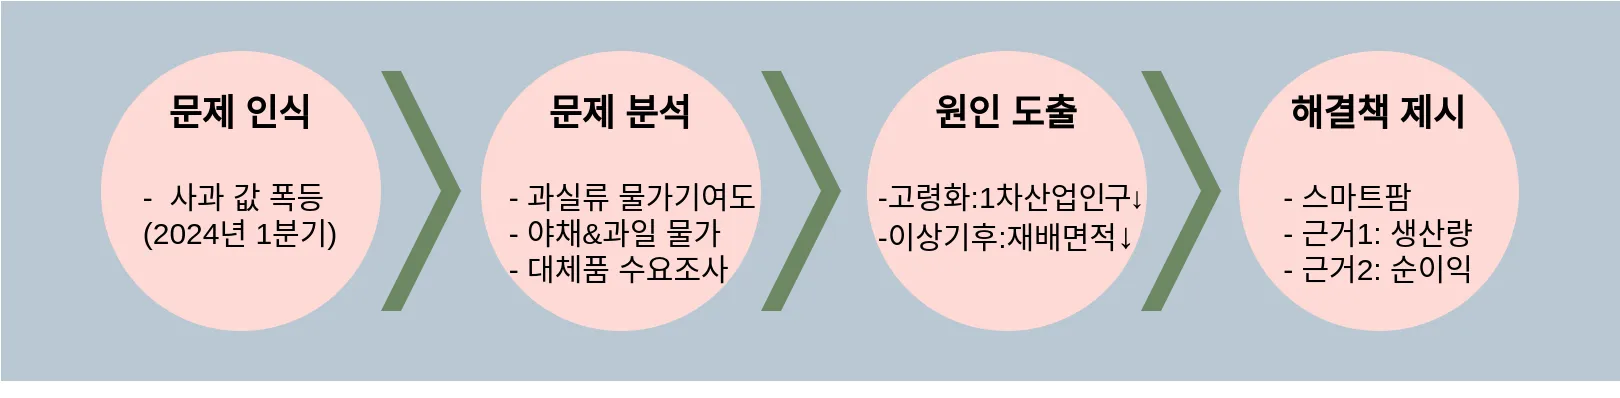 문제 인식
-  사과 값 폭등
(2024년 1분기)
문제 분석
- 과실류 물가기여도
- 야채&과일 물가
- 대체품 수요조사
원인 도출
-고령화:1차산업인구↓
-이상기후:재배면적↓
해결책 제시
- 스마트팜
- 근거1: 생산량
- 근거2: 순이익